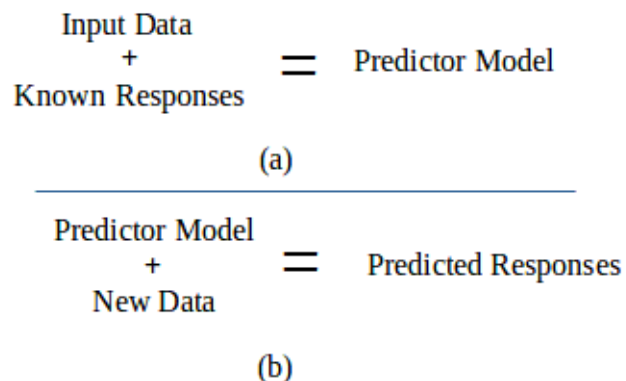 Input Data
+
Known Responses
= Predictor Model
(a)
Predictor Model
+
New Data
= Predicted Responses
(b)